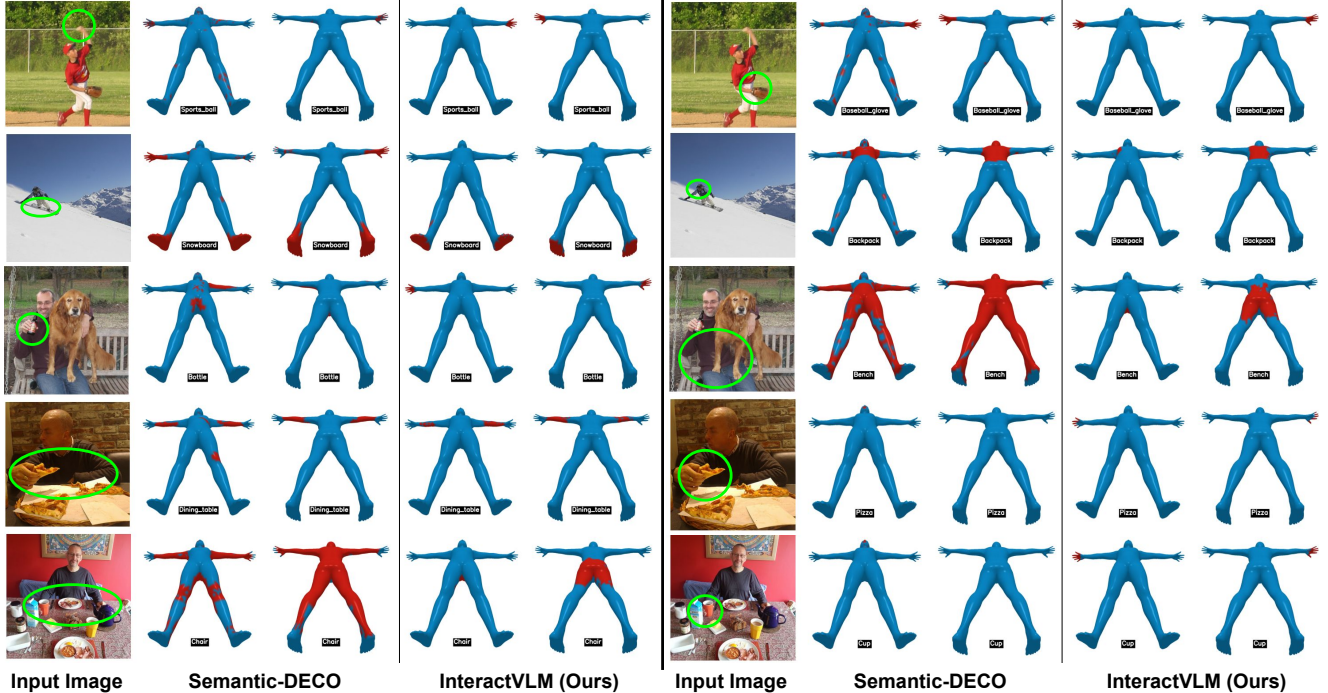 Sports_ball Sports_ball Sports_ball Sports_ball Baseball_glove Baseball_glove Baseball_glove Baseball_glove
Snowboard Snowboard Snowboard Snowboard Backpack Backpack Backpack Backpack
Bottle Bottle Bottle Bottle Bench Bench Bench Bench
Dining_table Dining_table Dining_table Dining_table Pizza Pizza Pizza Pizza
Chair Chair Chair Chair Cup Cup Cup Cup
Input Image Semantic-DECO InteractVLM (Ours) Input Image Semantic-DECO InteractVLM (Ours)